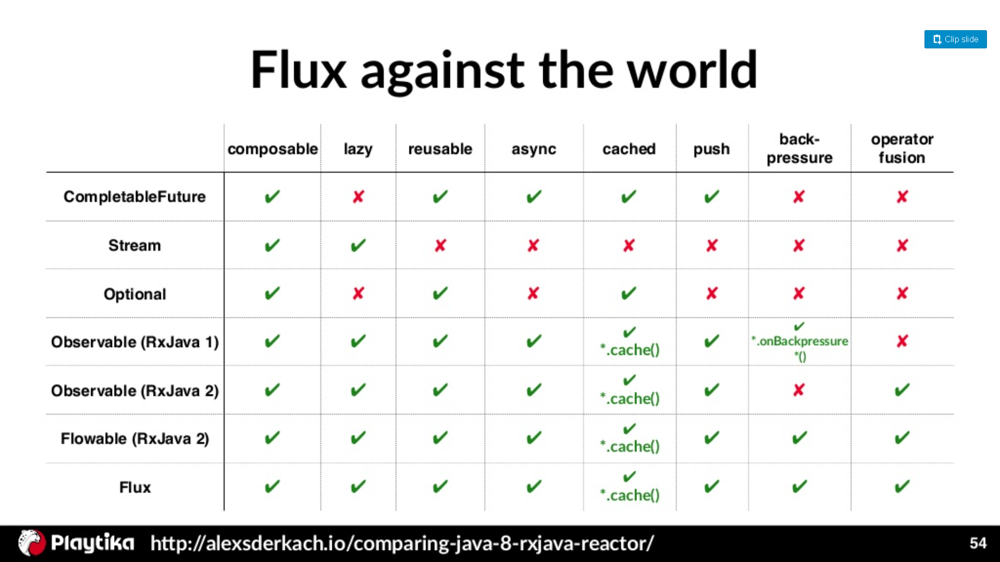 Clip slide
Flux against the world
composable lazy reusable async cached push back-pressure operator fusion
CompletableFuture ✔ ✘ ✔ ✔ ✔ ✔ ✘ ✘
Stream ✔ ✔ ✘ ✘ ✘ ✘ ✘ ✘
Optional ✔ ✘ ✔ ✘ ✔ ✘ ✘ ✘
Observable (RxJava 1) ✔ ✔ ✔ ✔ ✔ *.cache() ✔ ✔ *.onBackpressure*() ✘
Observable (RxJava 2) ✔ ✔ ✔ ✔ ✔ *.cache() ✔ ✘ ✔
Flowable (RxJava 2) ✔ ✔ ✔ ✔ ✔ *.cache() ✔ ✔ ✔
Flux ✔ ✔ ✔ ✔ ✔ *.cache() ✔ ✔ ✔
Playtika http://alexsderkach.io/comparing-java-8-rxjava-reactor/ 54